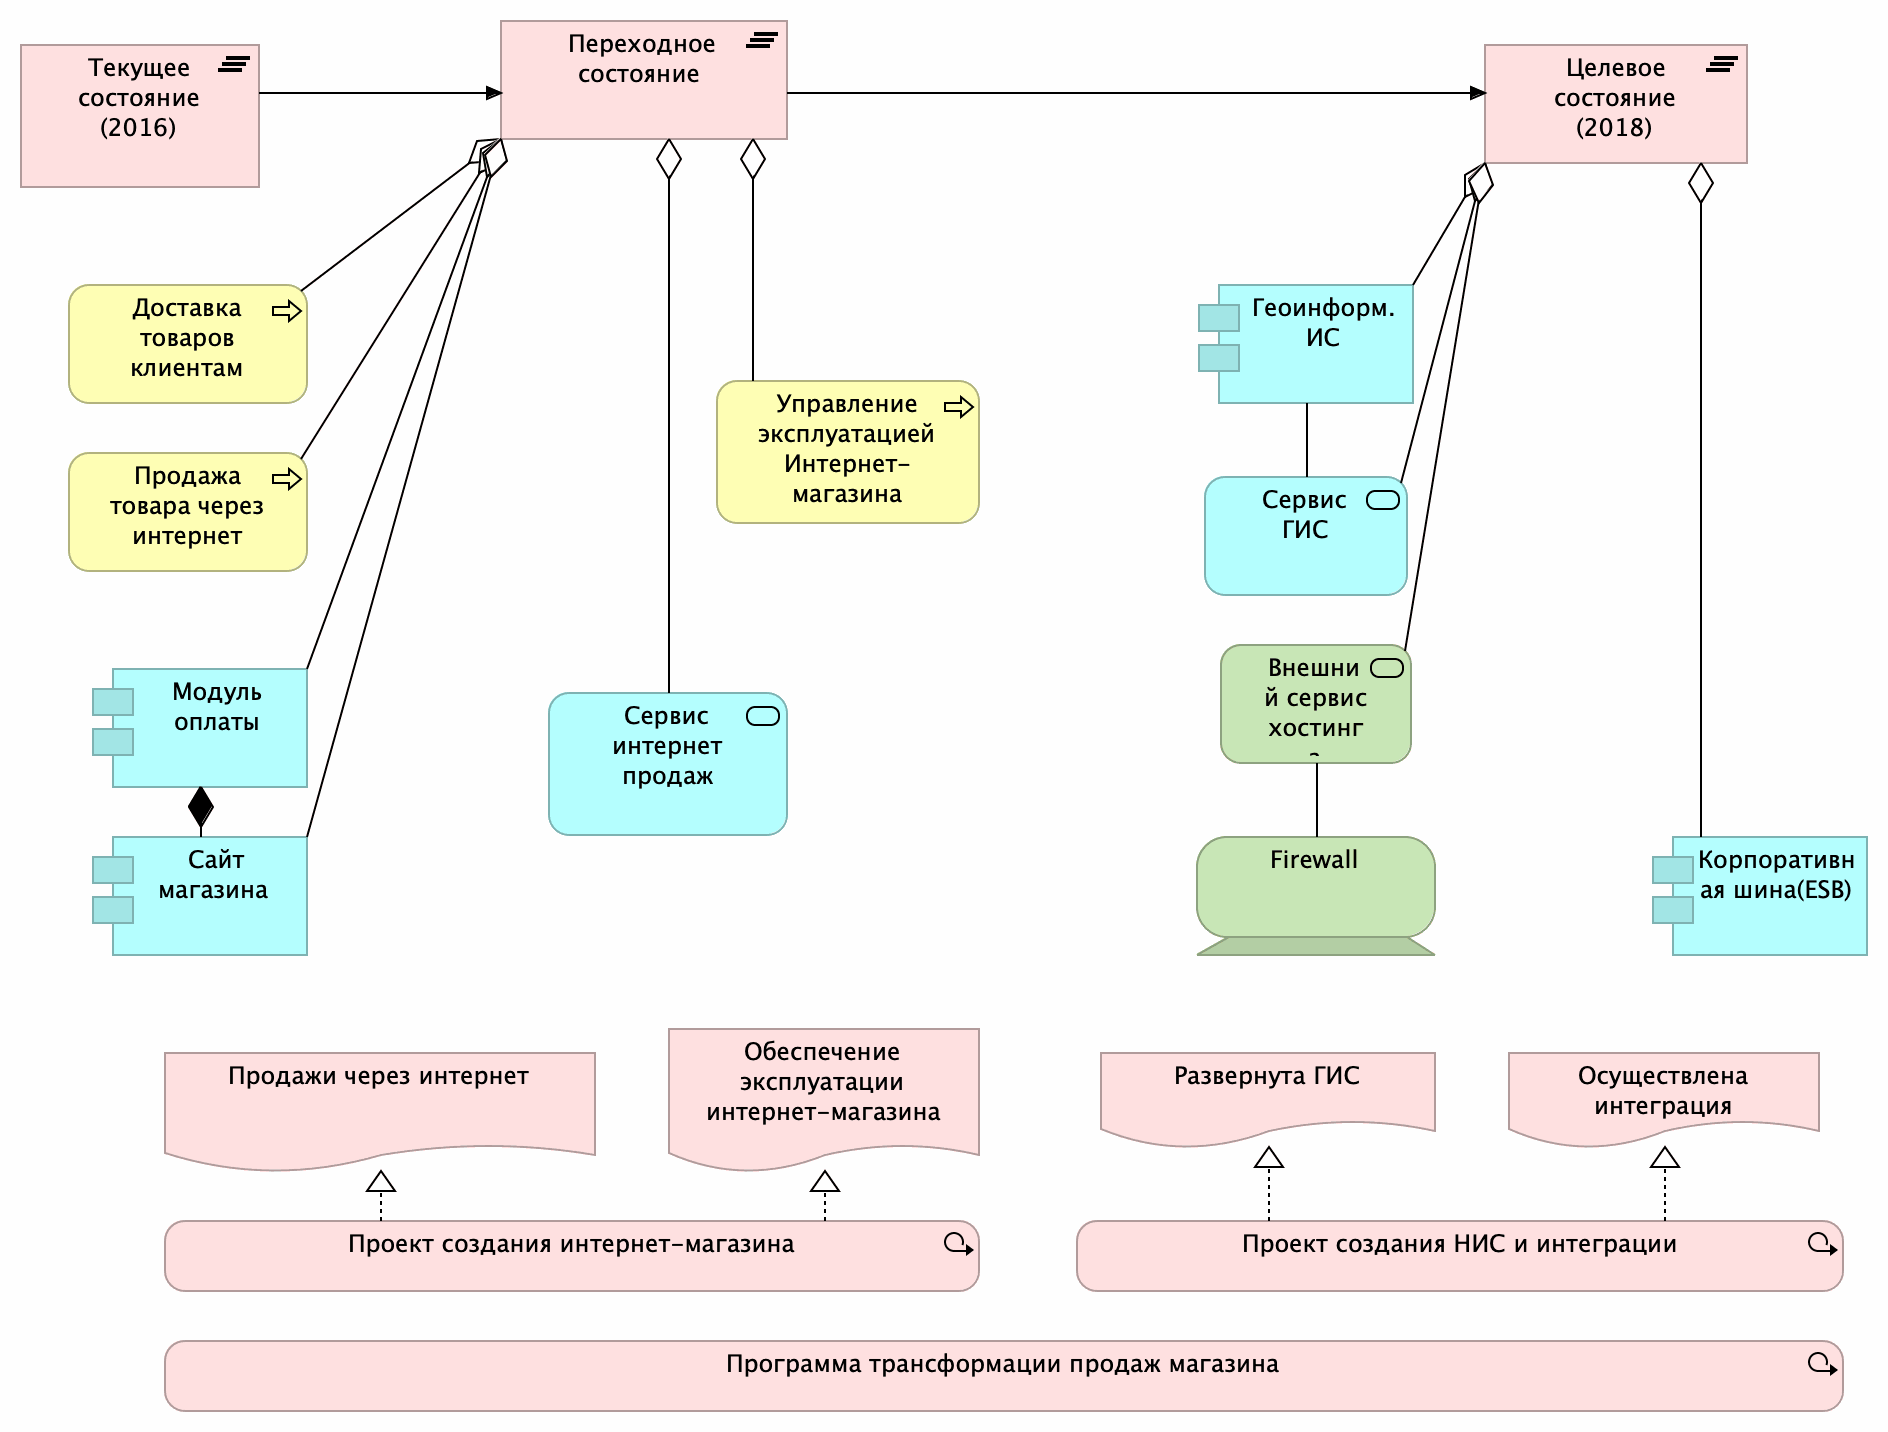 Текущее
состояние
(2016)
Переходное
состояние
Целевое
состояние
(2018)
Доставка
товаров
клиентам
Продажа
товара через
интернет
Управление
эксплуатацией
Интернет-
магазина
Геоинформ.
ИС
Сервис
ГИС
Модуль
оплаты
Сервис
интернет
продаж
Внешни
й сервис
хостинг
Сайт
магазина
Firewall
Корпоративн
ая шина(ESB)
Продажи через интернет
Обеспечение
эксплуатации
интернет-магазина
Развернута ГИС
Осуществлена
интеграция
Проект создания интернет-магазина
Проект создания НИС и интеграции
Программа трансформации продаж магазина